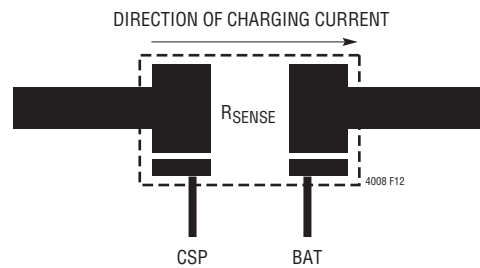 DIRECTION OF CHARGING CURRENT
RSENSE
4008 F12
CSP
BAT